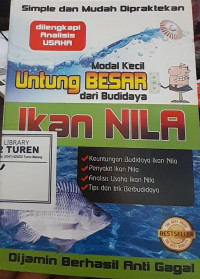 Simple dan Mudah Dipraktekan
dilengkapi
Analisis
USAHA
Modal Kecil
Untung BESAR
dari Budidaya
Ikan NILA
LIBRARY
TUREN
Keuntungan Budidaya Ikan Nila
Penyakit Ikan Nila
Analisis Usaha Ikan Nila
Tips dan trik Berbudidaya
BESTSELLER
Dijamin Berhasil Anti Gagal